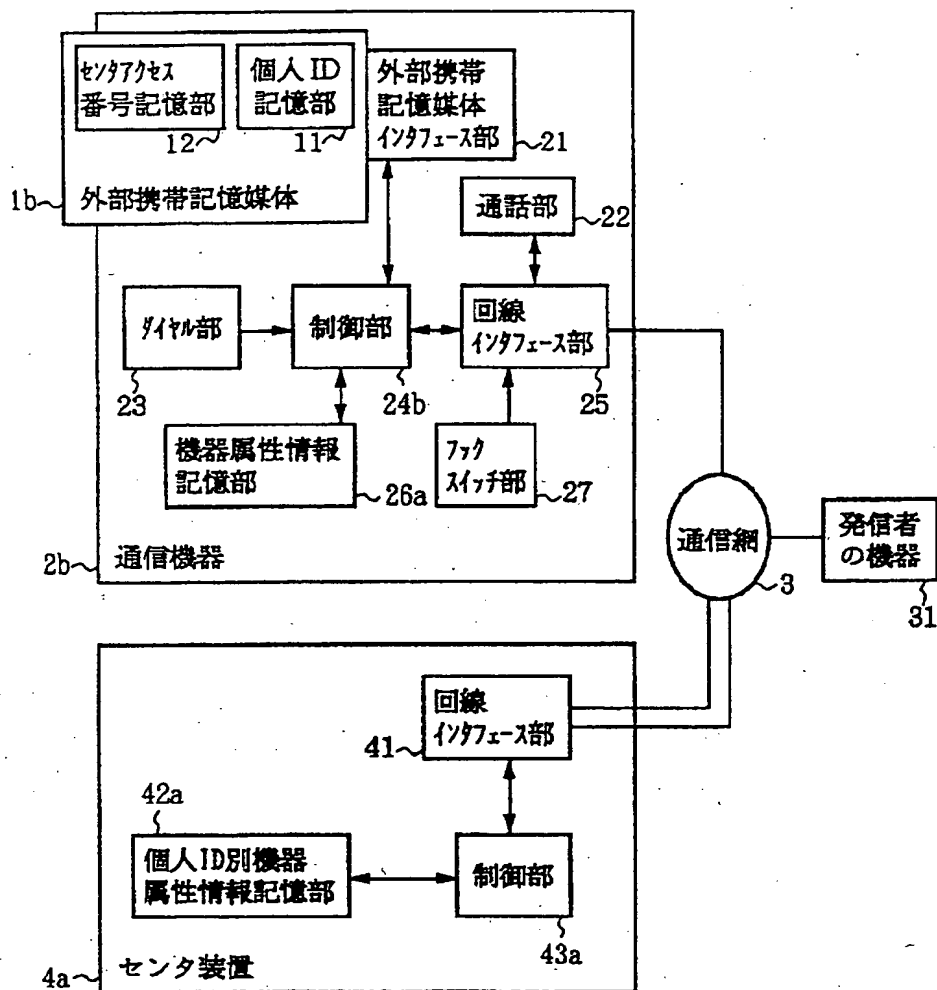 センタアクセス
番号記憶部
12
個人ID
記憶部
11
外部携帯
記憶媒体
インタフェース部
21
1b
外部携帯記憶媒体
通話部
22
ダイヤル部
23
制御部
24b
回線
インタフェース部
25
機器属性情報
記憶部
26a
フック
スイッチ部
27
2b
通信機器
通信網
3
発信者
の機器
31
回線
インタフェース部
41
42a
個人ID別機器
属性情報記憶部
制御部
43a
4a
センタ装置